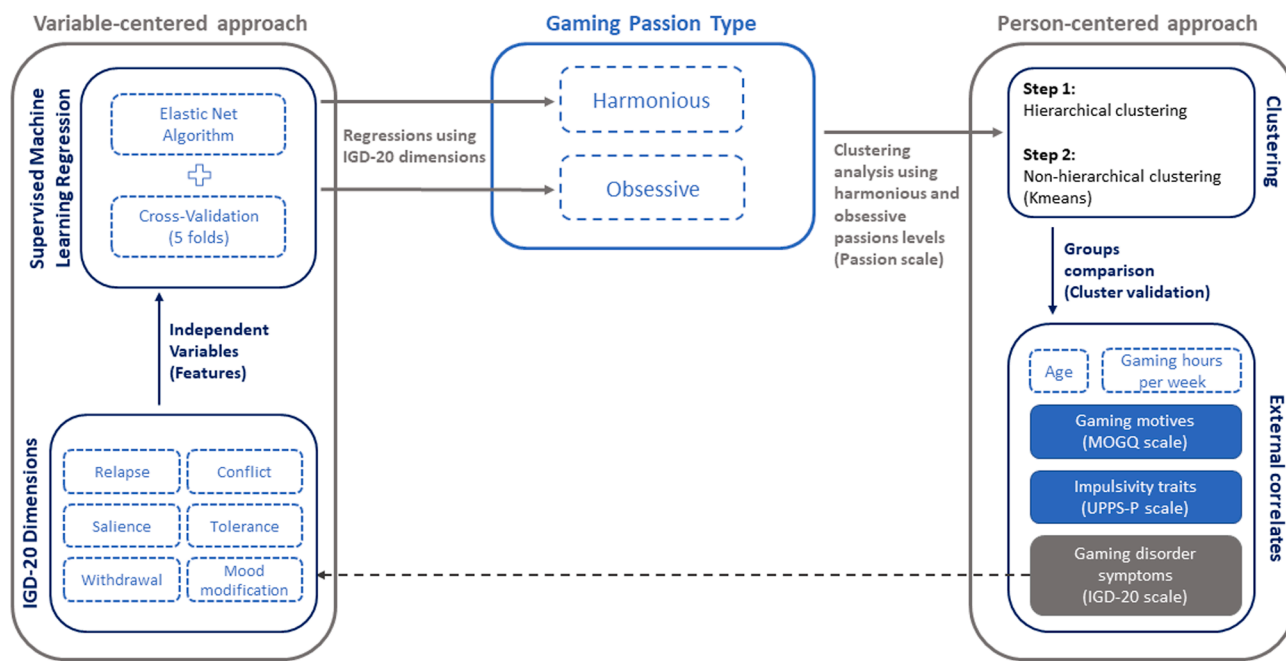 Variable-centered approach
Supervised Machine
Learning Regression
Elastic Net
Algorithm
Cross-Validation
(5 folds)
Independent
Variables
(Features)
IGD-20 Dimensions
Relapse
Conflict
Salience
Tolerance
Withdrawal
Mood
modification
Regressions using
IGD-20 dimensions
Gaming Passion Type
Harmonious
Obsessive
Clustering
analysis using
harmonious and
obsessive
passions levels
(Passion scale)
Person-centered approach
Step 1:
Hierarchical clustering
Step 2:
Non-hierarchical clustering
(Kmeans)
Clustering
Groups
comparison
(Cluster validation)
Age
Gaming hours
per week
Gaming motives
(MOGQ scale)
Impulsivity traits
(UPPS-P scale)
Gaming disorder
symptoms
(IGD-20 scale)
External correlates